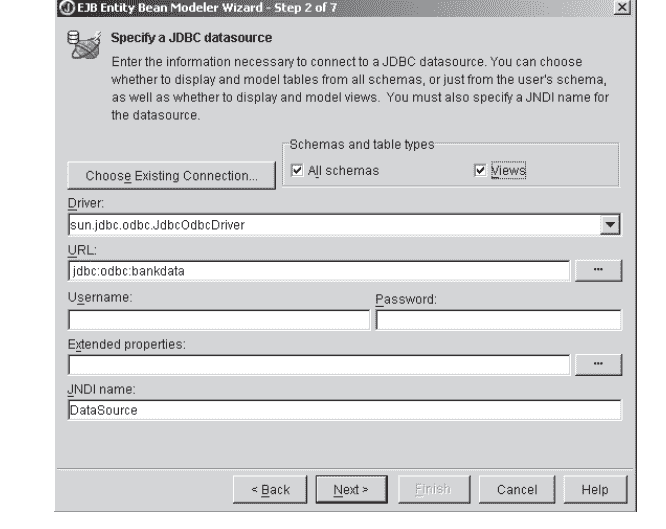 EJB Entity Bean Modeler Wizard - Step 2 of 7
Specify a JDBC datasource
Enter the information necessary to connect to a JDBC datasource. You can choose
whether to display and model tables from all schemas, or just from the user's schema,
as well as whether to display and model views. You must also specify a JNDI name for
the datasource.
Schemas and table types
Choose Existing Connection...
All schemas
Views
Driver:
sun.jdbc.odbc.JdbcOdbcDriver
URL:
jdbc:odbc:bankdata
...
Username:
Password:
Extended properties:
...
JNDI name:
DataSource
< Back
Next >
Finish
Cancel
Help